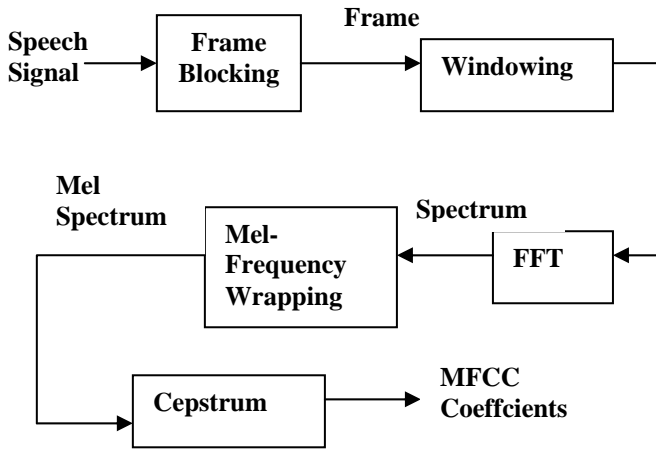 Speech
Signal
Frame
Blocking
Frame
Windowing
Mel
Spectrum
Mel-
Frequency
Wrapping
Spectrum
FFT
Cepstrum
MFCC
Coeffcients